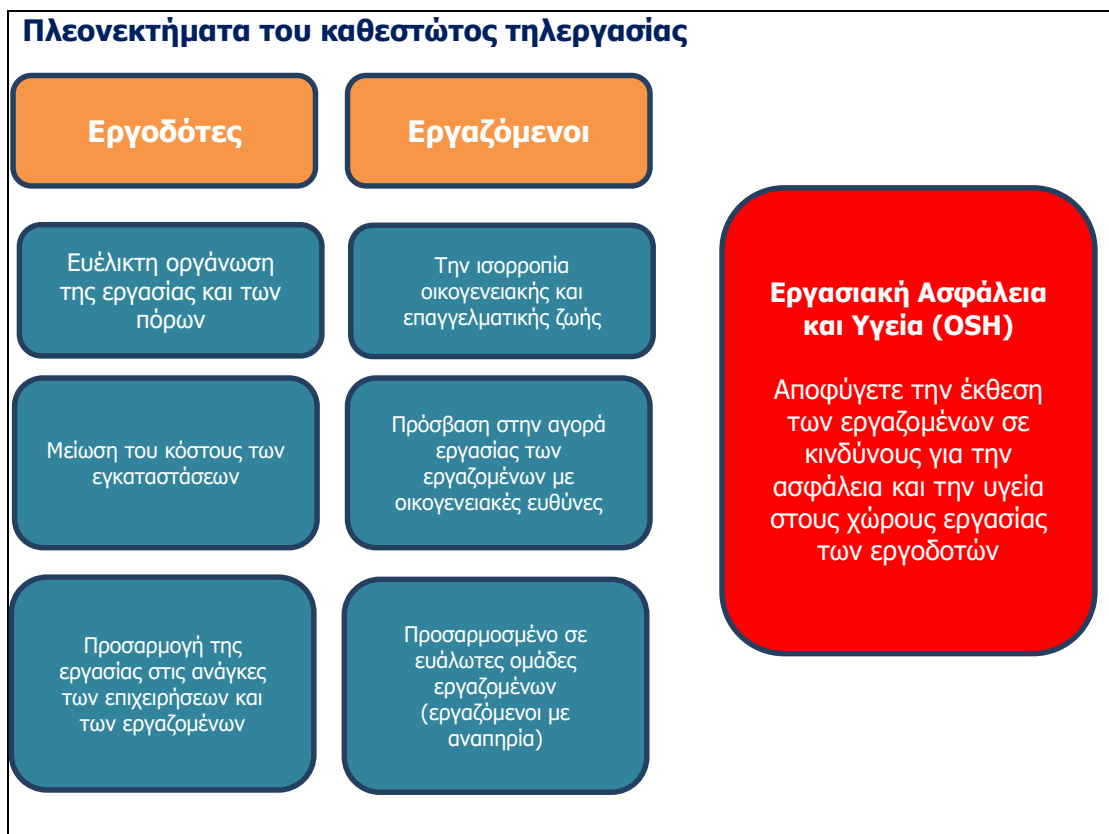 Πλεονεκτήματα του καθεστώτος τηλεργασίας
Εργοδότες
Εργαζόμενοι
Ευέλικτη οργάνωση
της εργασίας και των
πόρων
Την ισορροπία
οικογενειακής και
επαγγελματικής ζωής
Μείωση του κόστους των
εγκαταστάσεων
Πρόσβαση στην αγορά
εργασίας των
εργαζομένων με
οικογενειακές ευθύνες
Προσαρμογή της
εργασίας στις ανάγκες
των επιχειρήσεων και
των εργαζομένων
Προσαρμοσμένο σε
ευάλωτες ομάδες
εργαζομένων
(εργαζόμενοι με
αναπηρία)
Εργασιακή Ασφάλεια
και Υγεία (OSH)
Αποφύγετε την έκθεση
των εργαζομένων σε
κινδύνους για την
ασφάλεια και την υγεία
στους χώρους εργασίας
των εργοδοτών